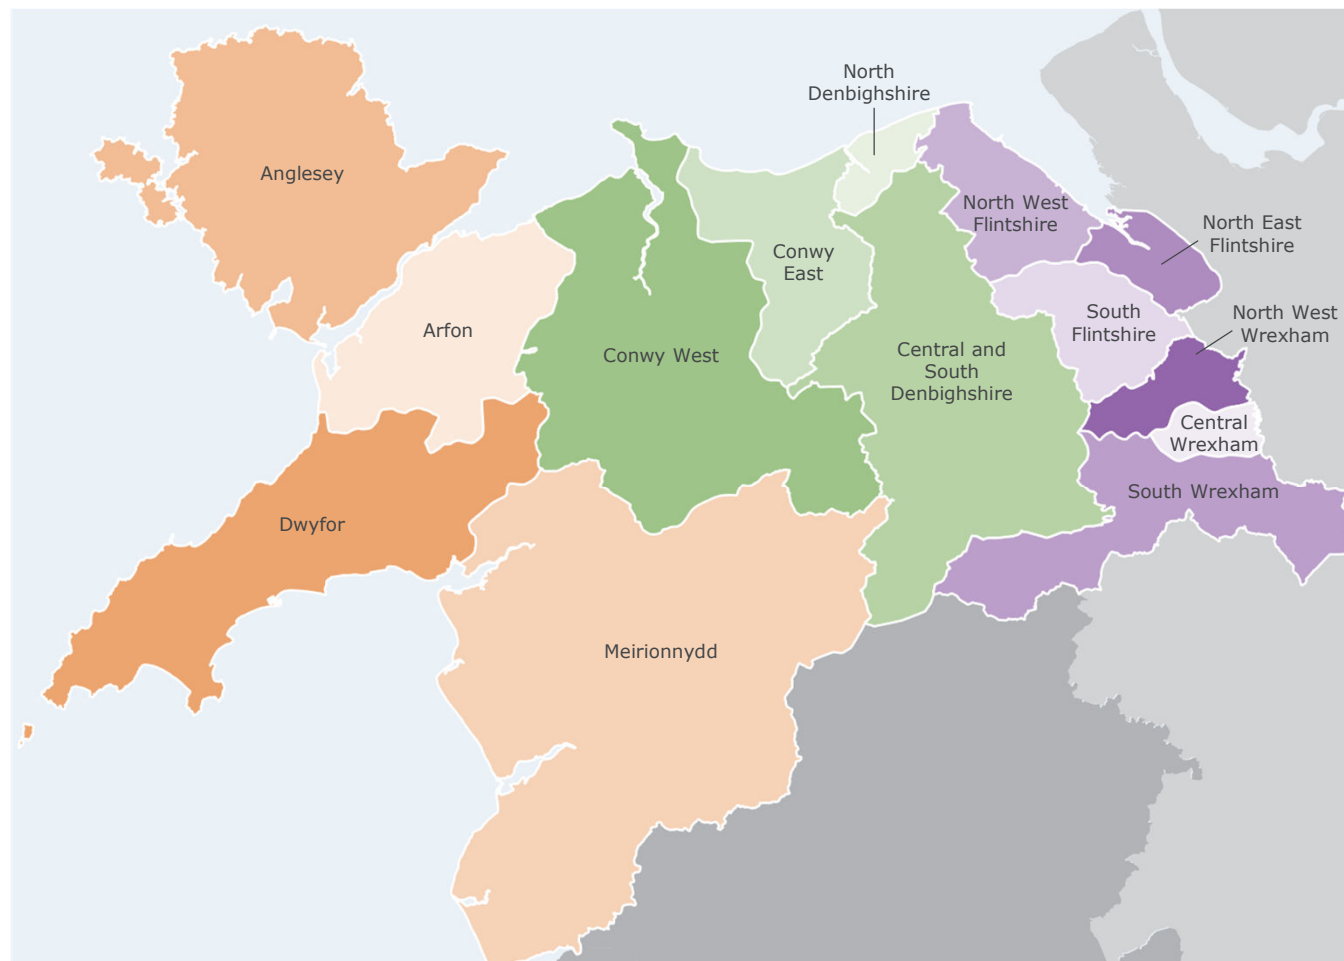 North
Denbighshire
Anglesey
North West
Flintshire
North East
Flintshire
Conwy
East
Arfon
South
Flintshire
North West
Wrexham
Conwy West
Central and
South
Denbighshire
Central
Wrexham
South Wrexham
Dwyfor
Meirionnydd